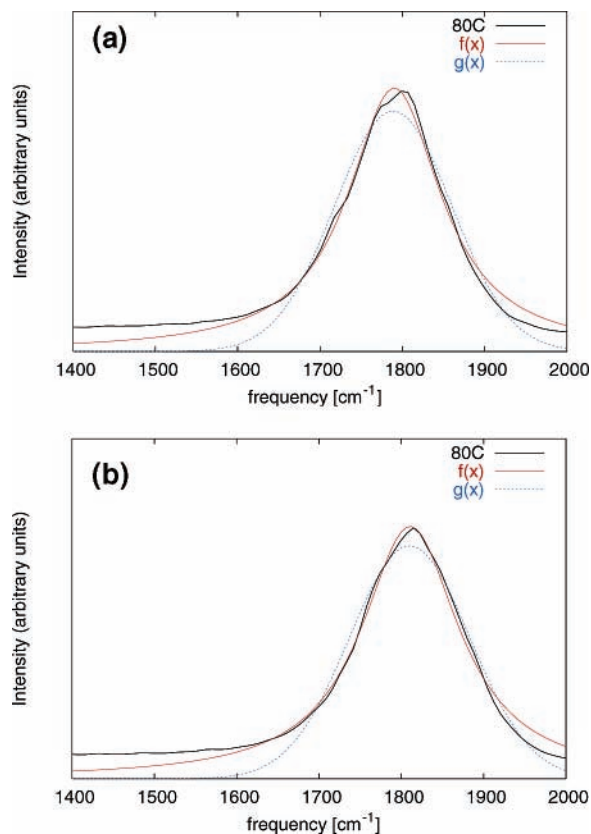 (a)
80C
f(x)
g(x)
Intensity (arbitrary units)
1400 1500 1600 1700 1800 1900 2000
frequency [cm-1]
(b)
80C
f(x)
g(x)
Intensity (arbitrary units)
1400 1500 1600 1700 1800 1900 2000
frequency [cm-1]